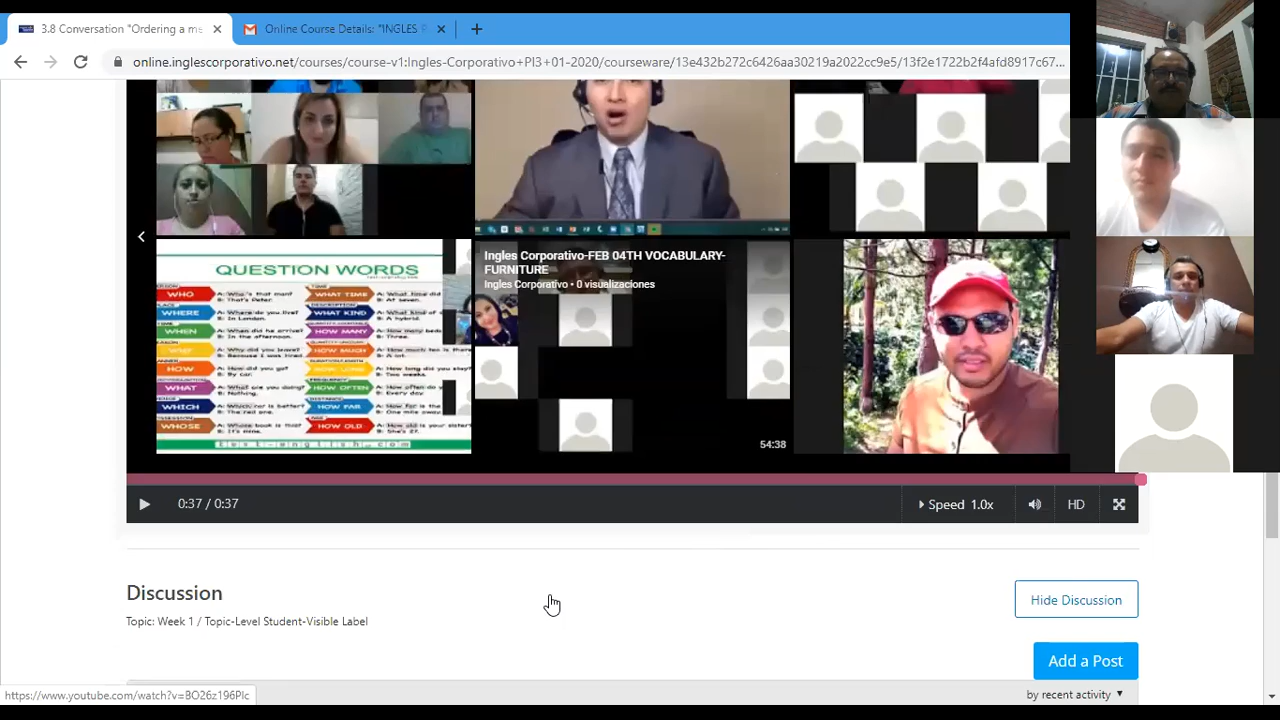 3.8 Conversation "Ordering a me
Online Course Details: "INGLES
online.inglescorporativo.net/courses/course-v1:Ingles-Corporativo+PI3+01-2020/courseware/13e432b272c6426aa30219a2022cc9e5/13f2e1722b2f4afd8917c67...
QUESTION WORDS
WHO
WHAT TIME
WHERE
WHAT KIND
WHEN
HOW MANY
HOW MUCH
HOW
HOW LONG
WHAT
HOW OFTEN
WHICH
HOW FAR
WHOSE
HOW OLD
Ingles Corporativo-FEB 04TH VOCABULARY-
FURNITURE
Ingles Corporativo • 0 visualizaciones
54:38
0:37 / 0:37
Speed 1.0x
HD
Discussion
Hide Discussion
Topic: Week 1 / Topic-Level Student-Visible Label
Add a Post
by recent activity
https://www.youtube.com/watch?v=BO26z196Plc